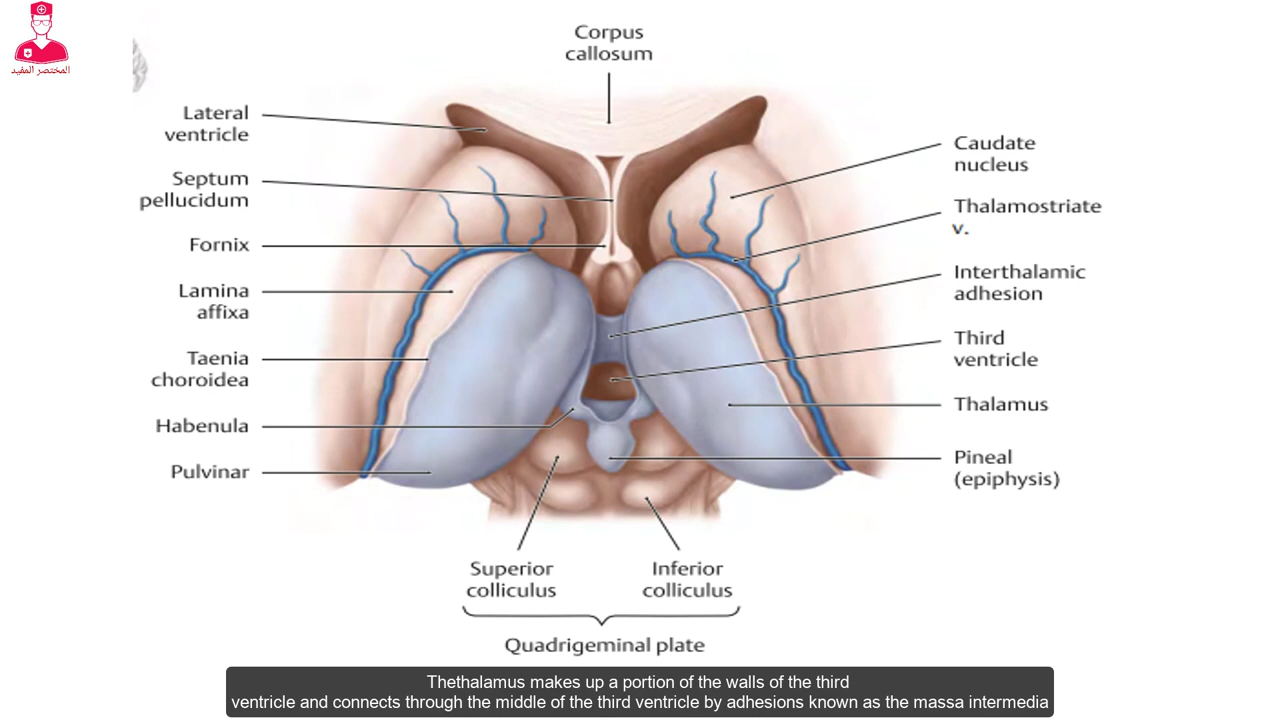 المختصر المفيد
Corpus
callosum
Lateral
ventricle
Septum
pellucidum
Fornix
Lamina
affixa
Taenia
choroidea
Habenula
Pulvinar
Caudate
nucleus
Thalamostriate
v.
Interthalamic
adhesion
Third
ventricle
Thalamus
Pineal
(epiphysis)
Superior
colliculus
Inferior
colliculus
Quadrigeminal plate
Thethalamus makes up a portion of the walls of the third
ventricle and connects through the middle of the third ventricle by adhesions known as the massa intermedia